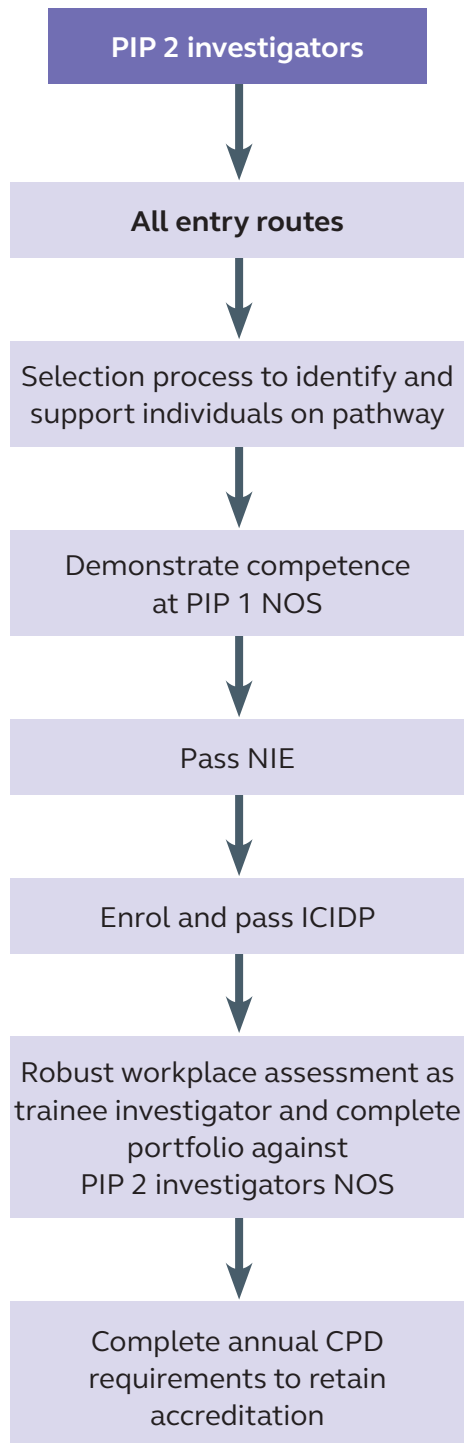 PIP 2 investigators
All entry routes
Selection process to identify and
support individuals on pathway
Demonstrate competence
at PIP 1 NOS
Pass NIE
Enrol and pass ICIDP
Robust workplace assessment as
trainee investigator and complete
portfolio against
PIP 2 investigators NOS
Complete annual CPD
requirements to retain
accreditation